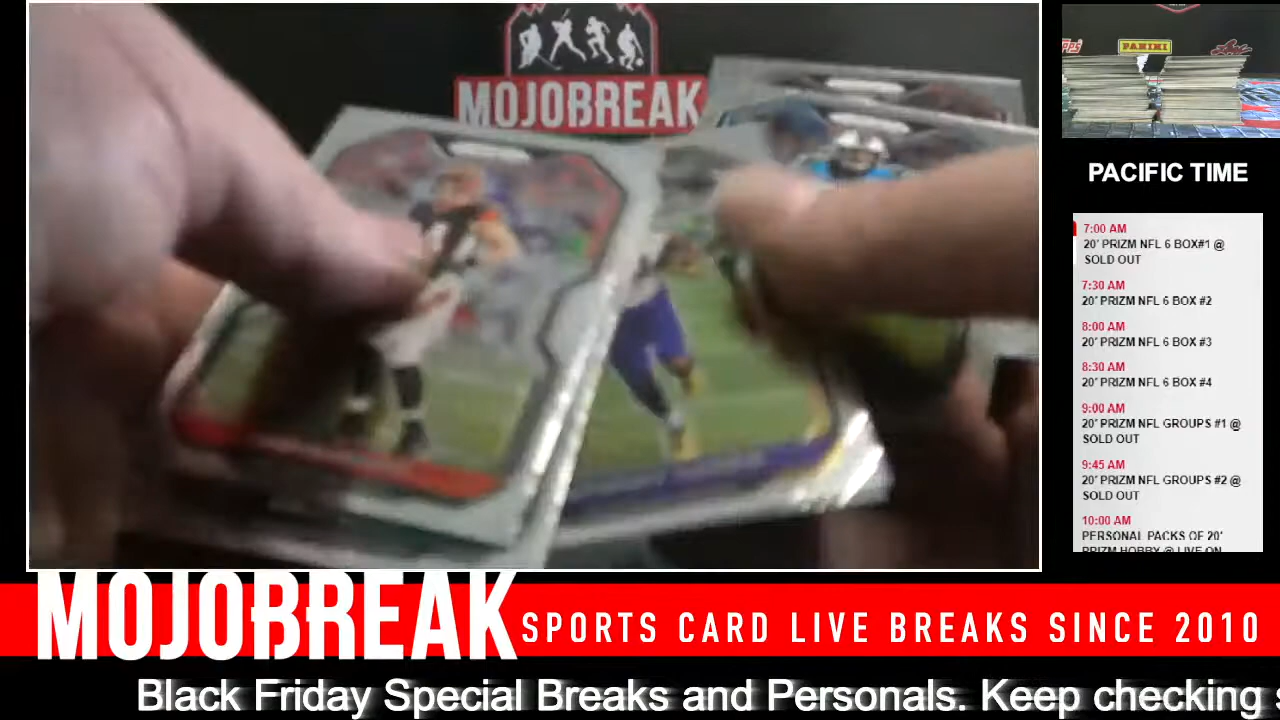 MOJOBREAK
PANINI
PACIFIC TIME
7:00 AM
20' PRIZM NFL 6 BOX#1 @
SOLD OUT
7:30 AM
20' PRIZM NFL 6 BOX #2
8:00 AM
20' PRIZM NFL 6 BOX #3
8:30 AM
20' PRIZM NFL 6 BOX #4
9:00 AM
20' PRIZM NFL GROUPS #1 @
SOLD OUT
9:45 AM
20' PRIZM NFL GROUPS #2 @
SOLD OUT
10:00 AM
PERSONAL PACKS OF 20'
PRIZM HOBBY @ LIVE ON
MOJOBREAK
SPORTS CARD LIVE BREAKS SINCE 2010
Black Friday Special Breaks and Personals. Keep checking